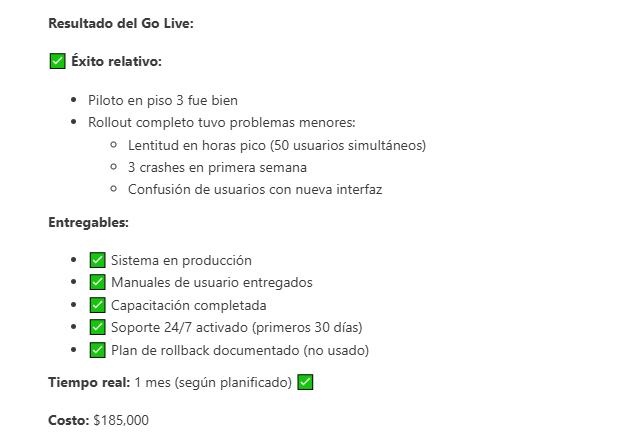 Resultado del Go Live:
✅ Éxito relativo:
• Piloto en piso 3 fue bien
• Rollout completo tuvo problemas menores:
◦ Lentitud en horas pico (50 usuarios simultáneos)
◦ 3 crashes en primera semana
◦ Confusión de usuarios con nueva interfaz
Entregables:
• ✅ Sistema en producción
• ✅ Manuales de usuario entregados
• ✅ Capacitación completada
• ✅ Soporte 24/7 activado (primeros 30 días)
• ✅ Plan de rollback documentado (no usado)
Tiempo real: 1 mes (según planificado) ✅
Costo: $185,000